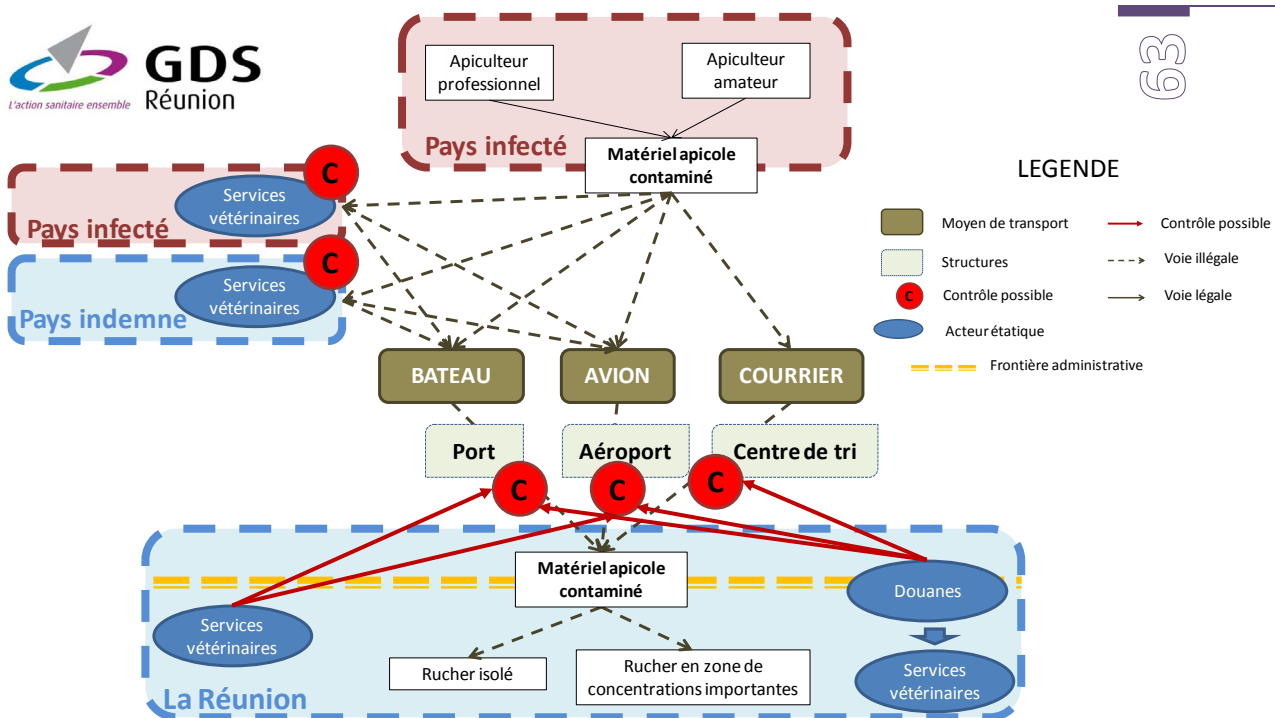 GDS
Réunion
L'action sanitaire ensemble
63
Apiculteur
professionnel
Apiculteur
amateur
Pays infecté
Matériel apicole
contaminé
C
Services
vétérinaires
Pays infecté
C
Services
vétérinaires
Pays indemne
LEGENDE
Moyen de transport
Contrôle possible
Structures
Voie illégale
C
Contrôle possible
Voie légale
Acteur étatique
Frontière administrative
BATEAU
AVION
COURRIER
Port
Aéroport
Centre de tri
C
C
C
Matériel apicole
contaminé
Douanes
Services
vétérinaires
Rucher isolé
Rucher en zone de
concentrations importantes
Services
vétérinaires
La Réunion